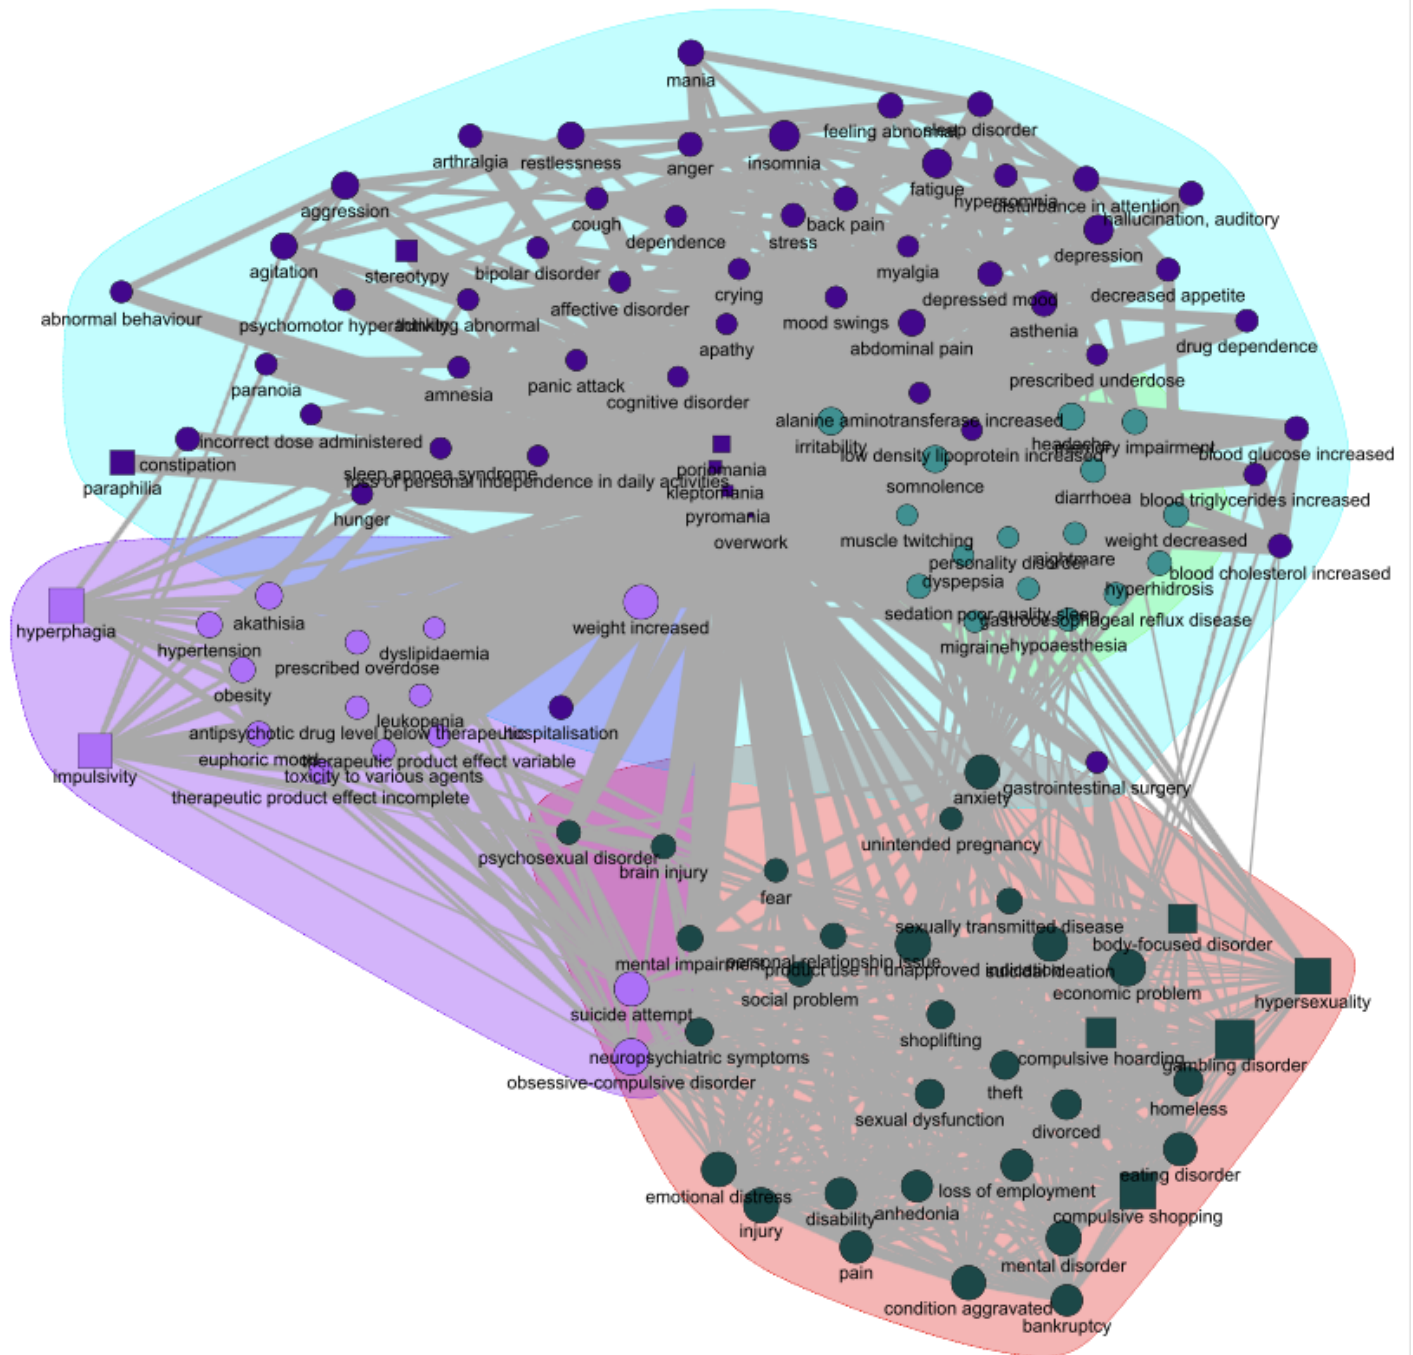 mania
feeling abnormal
sleep disorder
arthralgia
restlessness
anger
insomnia
fatigue
hypersomnia
disturbance in attention
hallucination, auditory
aggression
cough
dependence
stress
back pain
depression
agitation
stereotypy
bipolar disorder
myalgia
affective disorder
crying
depressed mood
decreased appetite
abnormal behaviour
psychomotor hyperactivity
thinking abnormal
mood swings
asthenia
apathy
abdominal pain
drug dependence
paranoia
amnesia
panic attack
cognitive disorder
prescribed underdose
incorrect dose administered
alanine aminotransferase increased
irritability
headache
memory impairment
blood glucose increased
constipation
sleep apnoea syndrome
low density lipoprotein increased
paraphilia
loss of personal independence in daily activities
poriomania
kleptomania
somnolence
diarrhoea
blood triglycerides increased
hunger
pyromania
overwork
muscle twitching
weight decreased
personality disorder
nightmare
dyspepsia
blood cholesterol increased
hyperhidrosis
sedation
poor quality sleep
gastrooesophageal reflux disease
migraine
hypoaesthesia
hyperphagia
akathisia
hypertension
weight increased
dyslipidaemia
prescribed overdose
obesity
leukopenia
antipsychotic drug level below therapeutic
hospitalisation
euphoric mood
therapeutic product effect variable
impulsivity
toxicity to various agents
therapeutic product effect incomplete
anxiety
gastrointestinal surgery
unintended pregnancy
psychosexual disorder
brain injury
fear
sexually transmitted disease
body-focused disorder
mental impairment
personal relationship issue
product use in unapproved indication
suicidal ideation
social problem
economic problem
hypersexuality
suicide attempt
shoplifting
neuropsychiatric symptoms
compulsive hoarding
gambling disorder
obsessive-compulsive disorder
theft
homeless
sexual dysfunction
divorced
eating disorder
emotional distress
loss of employment
disability
anhedonia
compulsive shopping
injury
pain
mental disorder
condition aggravated
bankruptcy